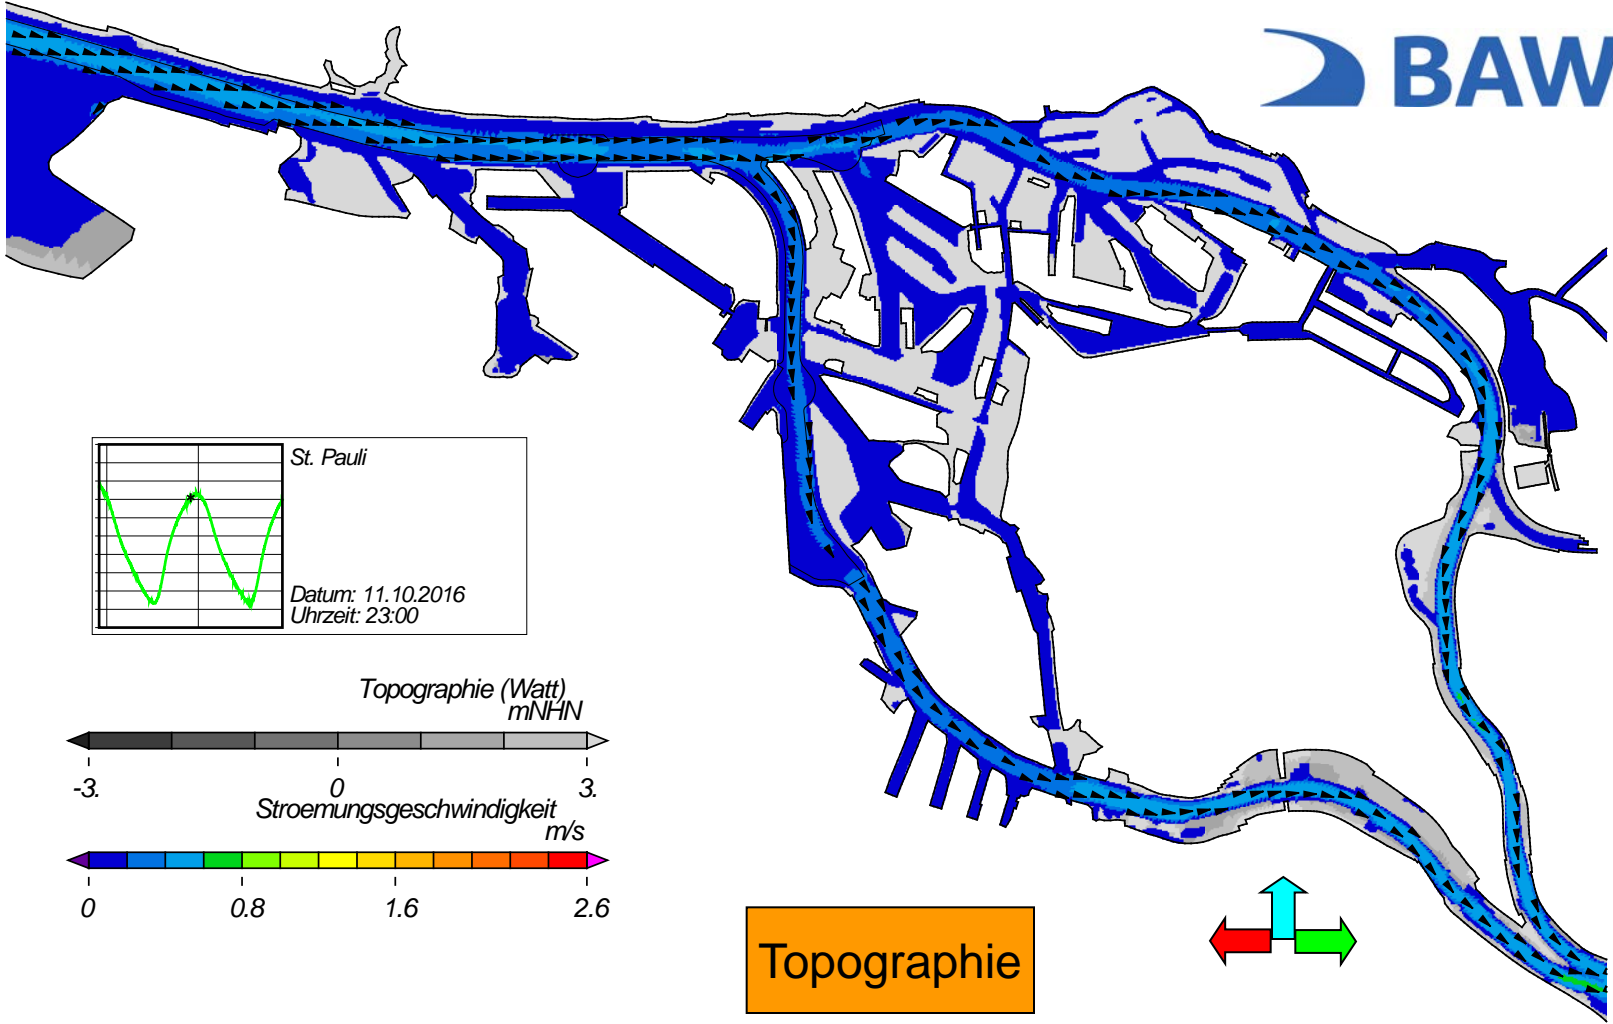 BAW
St. Pauli
Datum: 11.10.2016
Uhrzeit: 23:00
Topographie (Watt)
mNHN
-3. 0 3.
Stroemungsgeschwindigkeit
m/s
0 0.8 1.6 2.6
Topographie